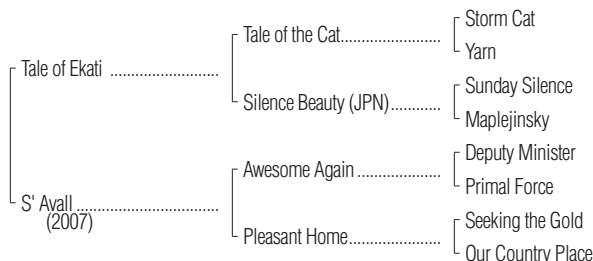 Storm Cat
Tale of the Cat....................
Yarn
Tale of Ekati ......................
Sunday Silence
Silence Beauty (JPN)............
Maplejinsky
Deputy Minister
Awesome Again .................
Primal Force
S' Avall .............................
(2007)
Seeking the Gold
Pleasant Home...................
Our Country Place